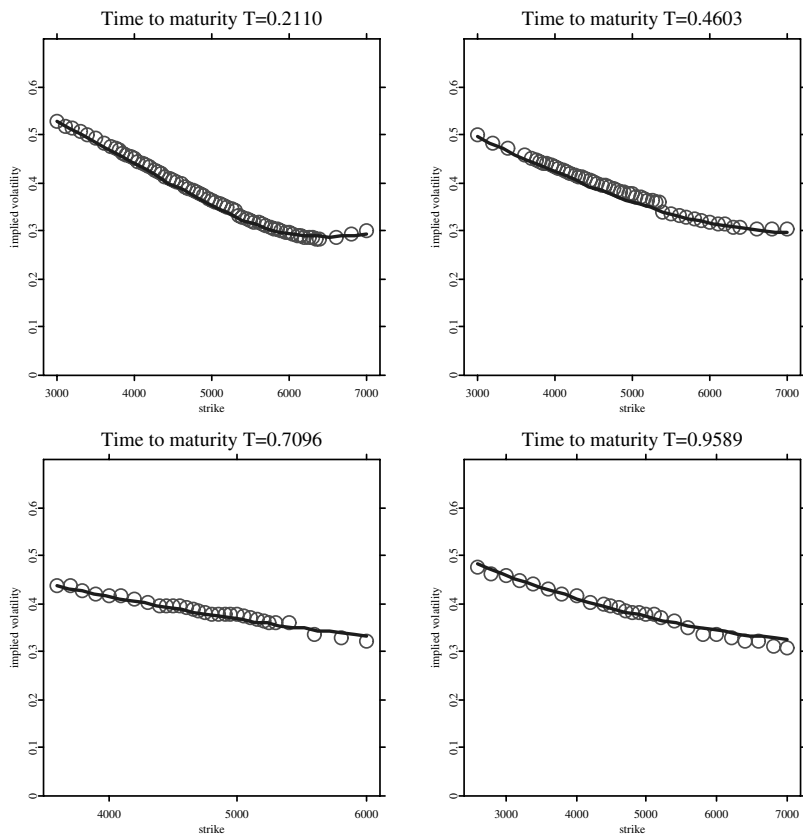 Time to maturity T=0.2110
implied volatility
0 0.1 0.2 0.3 0.4 0.5 0.6
3000 4000 5000 6000 7000
strike
Time to maturity T=0.4603
implied volatility
0 0.1 0.2 0.3 0.4 0.5 0.6
3000 4000 5000 6000 7000
strike
Time to maturity T=0.7096
implied volatility
0 0.1 0.2 0.3 0.4 0.5 0.6
4000 5000 6000
strike
Time to maturity T=0.9589
implied volatility
0 0.1 0.2 0.3 0.4 0.5 0.6
3000 4000 5000 6000 7000
strike